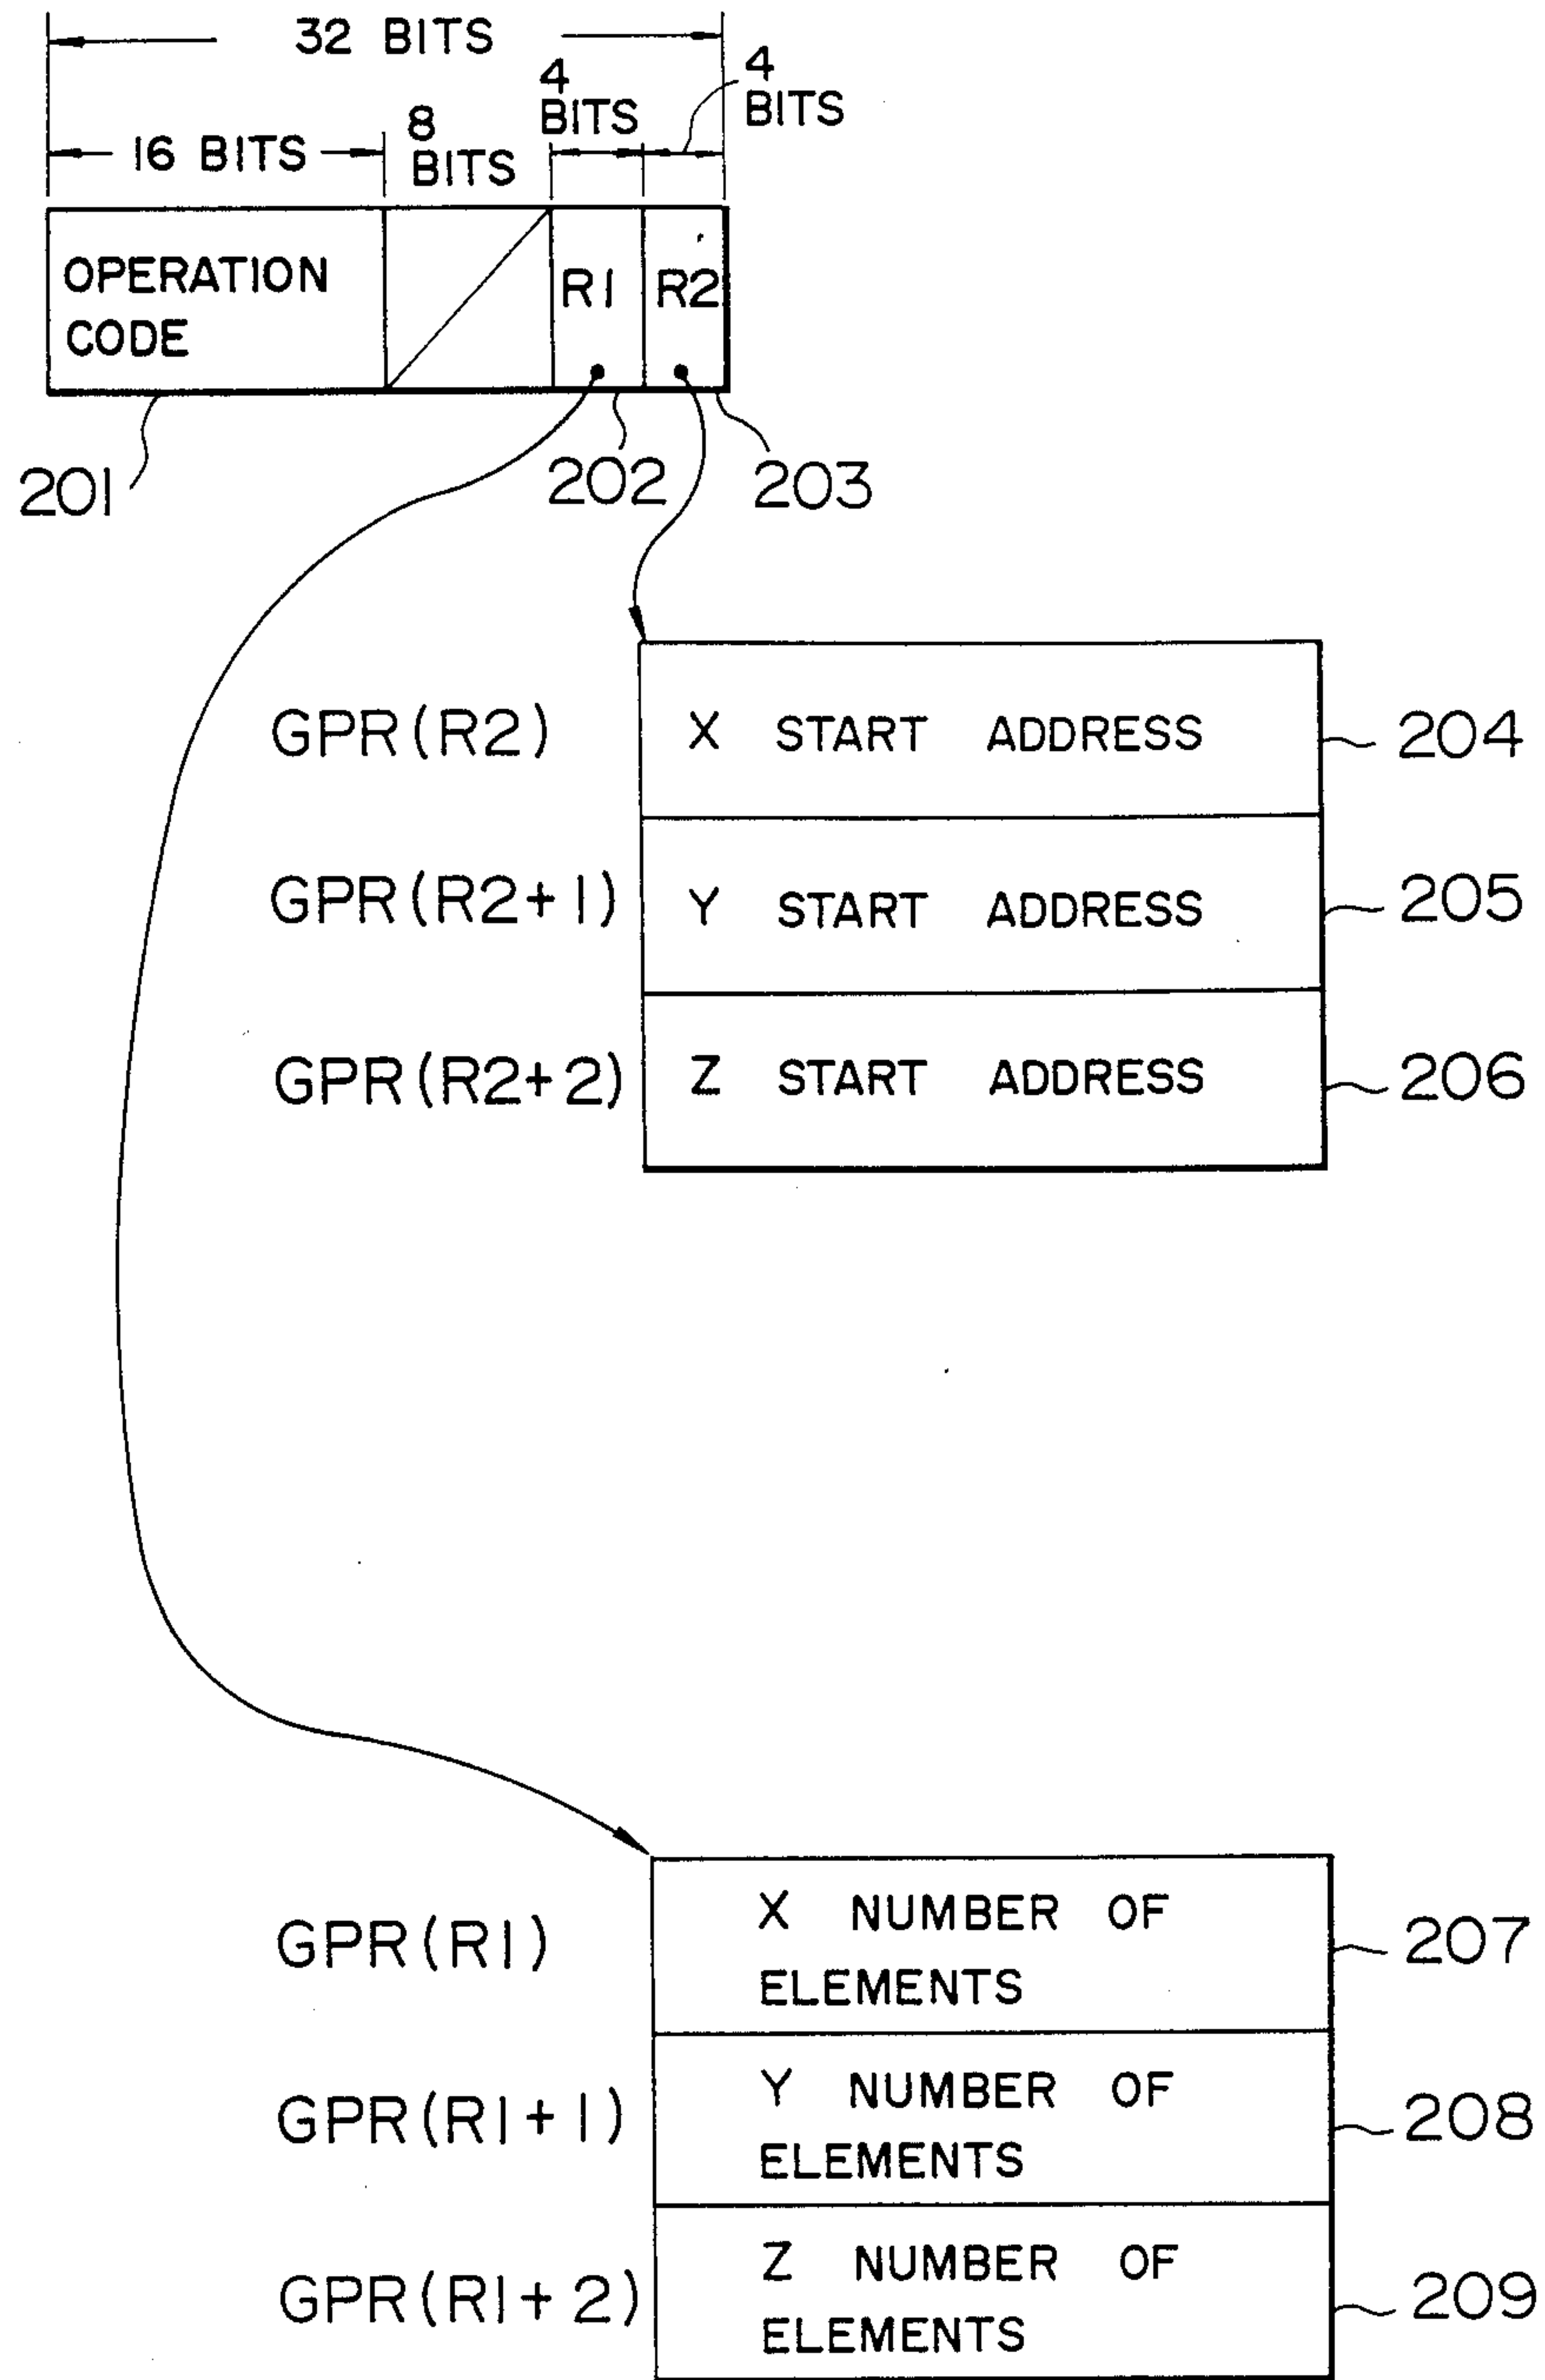 32 BITS
4
BITS
4
BITS
16 BITS
8
BITS
OPERATION
CODE
R1
R2
201
202
203
GPR(R2)
X START ADDRESS
204
GPR(R2+1)
Y START ADDRESS
205
GPR(R2+2)
Z START ADDRESS
206
GPR(R1)
X NUMBER OF
ELEMENTS
207
GPR(R1+1)
Y NUMBER OF
ELEMENTS
208
GPR(R1+2)
Z NUMBER OF
ELEMENTS
209